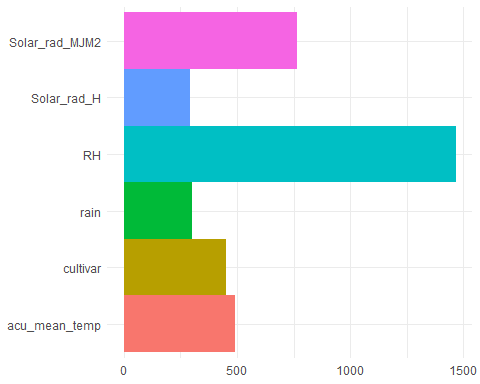 Solar_rad_MJM2
Solar_rad_H
RH
rain
cultivar
acu_mean_temp
0 500 1000 1500